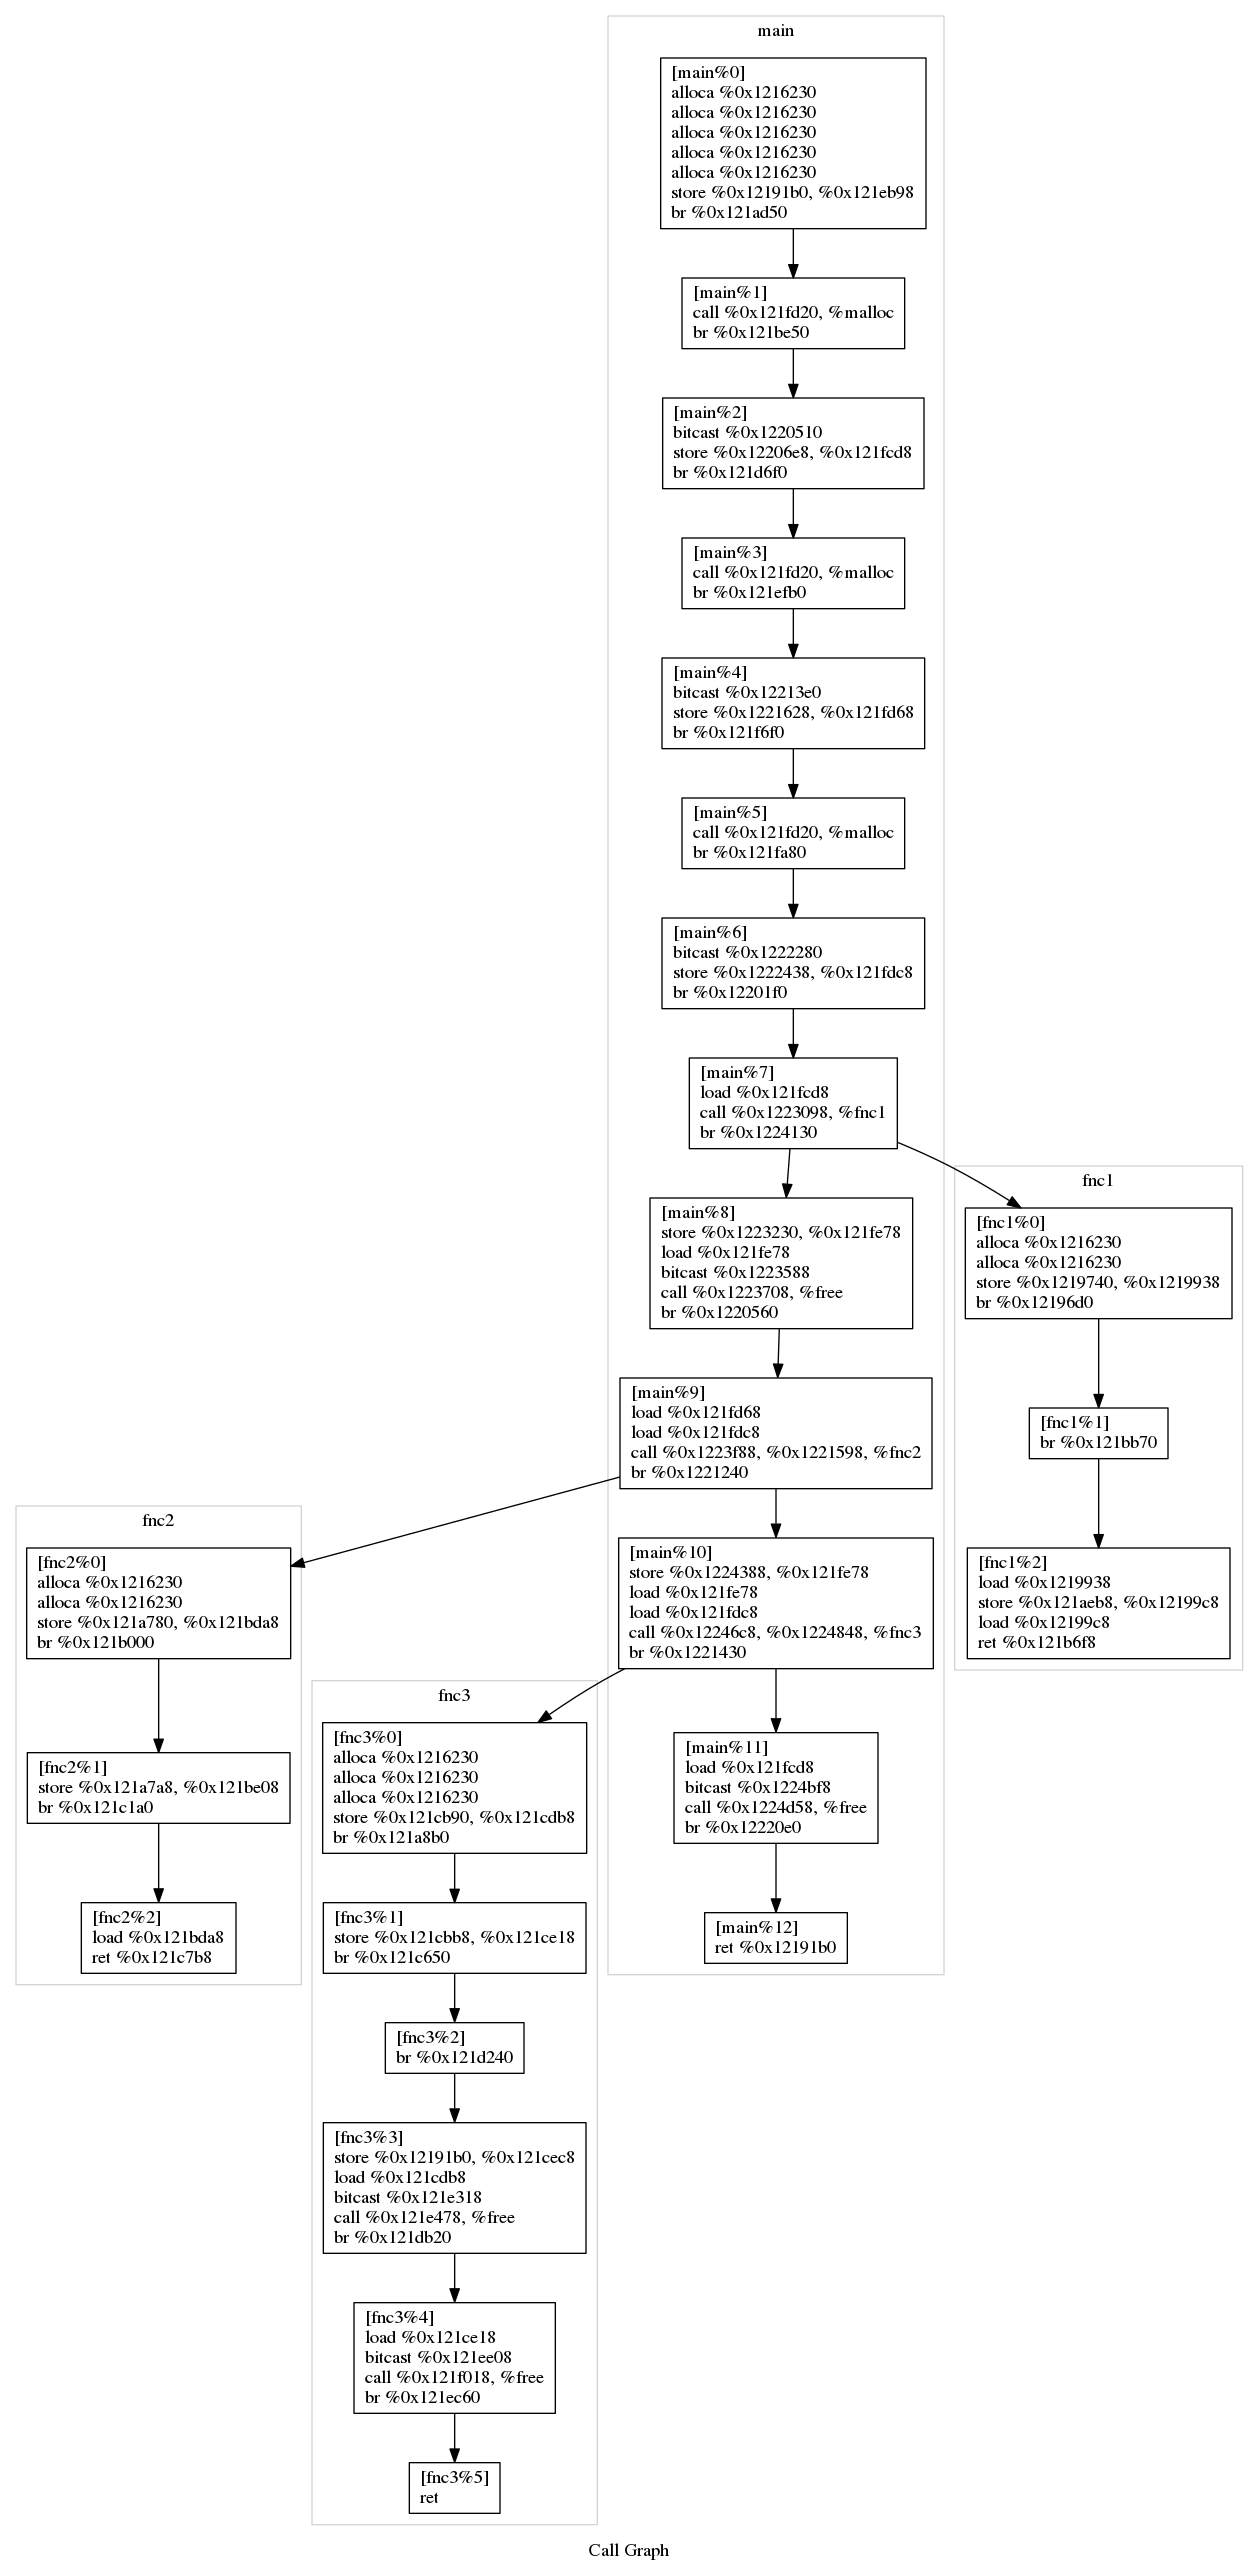 main
[main%0]
alloca %0x1216230
alloca %0x1216230
alloca %0x1216230
alloca %0x1216230
alloca %0x1216230
store %0x12191b0, %0x121eb98
br %0x121ad50
[main%1]
call %0x121fd20, %malloc
br %0x121be50
[main%2]
bitcast %0x1220510
store %0x12206e8, %0x121fcd8
br %0x121d6f0
[main%3]
call %0x121fd20, %malloc
br %0x121efb0
[main%4]
bitcast %0x12213e0
store %0x1221628, %0x121fd68
br %0x121f6f0
[main%5]
call %0x121fd20, %malloc
br %0x121fa80
[main%6]
bitcast %0x1222280
store %0x1222438, %0x121fdc8
br %0x12201f0
[main%7]
load %0x121fcd8
call %0x1223098, %fnc1
br %0x1224130
[main%8]
store %0x1223230, %0x121fe78
load %0x121fe78
bitcast %0x1223588
call %0x1223708, %free
br %0x1220560
[main%9]
load %0x121fd68
load %0x121fdc8
call %0x1223f88, %0x1221598, %fnc2
br %0x1221240
[main%10]
store %0x1224388, %0x121fe78
load %0x121fe78
load %0x121fdc8
call %0x12246c8, %0x1224848, %fnc3
br %0x1221430
[main%11]
load %0x121fcd8
bitcast %0x1224bf8
call %0x1224d58, %free
br %0x12220e0
[main%12]
ret %0x12191b0
fnc1
[fnc1%0]
alloca %0x1216230
alloca %0x1216230
store %0x1219740, %0x1219938
br %0x12196d0
[fnc1%1]
br %0x121bb70
[fnc1%2]
load %0x1219938
store %0x121aeb8, %0x12199c8
load %0x12199c8
ret %0x121b6f8
fnc2
[fnc2%0]
alloca %0x1216230
alloca %0x1216230
store %0x121a780, %0x121bda8
br %0x121b000
[fnc2%1]
store %0x121a7a8, %0x121be08
br %0x121c1a0
[fnc2%2]
load %0x121bda8
ret %0x121c7b8
fnc3
[fnc3%0]
alloca %0x1216230
alloca %0x1216230
alloca %0x1216230
store %0x121cb90, %0x121cdb8
br %0x121a8b0
[fnc3%1]
store %0x121cbb8, %0x121ce18
br %0x121c650
[fnc3%2]
br %0x121d240
[fnc3%3]
store %0x12191b0, %0x121cec8
load %0x121cdb8
bitcast %0x121e318
call %0x121e478, %free
br %0x121db20
[fnc3%4]
load %0x121ce18
bitcast %0x121ee08
call %0x121f018, %free
br %0x121ec60
[fnc3%5]
ret
Call Graph